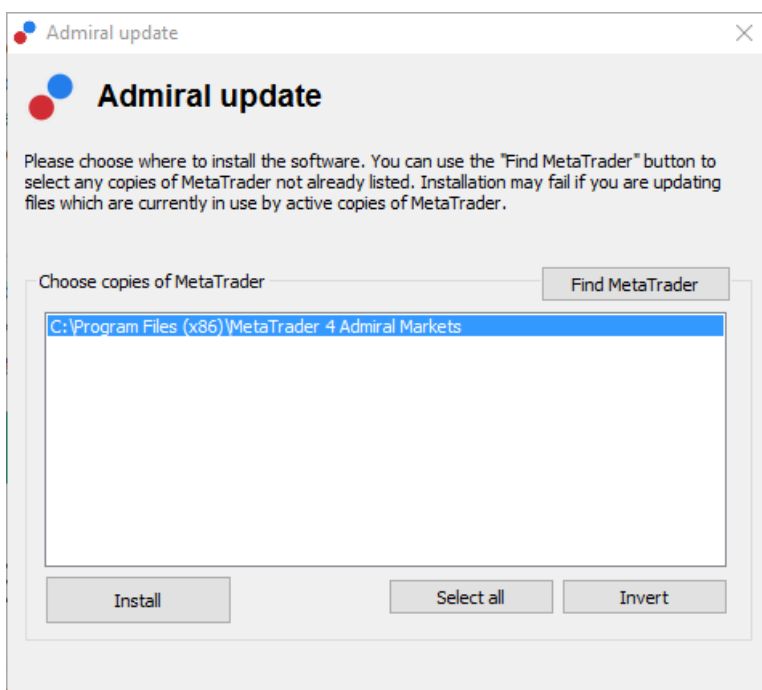 Admiral update
Admiral update
Please choose where to install the software. You can use the "Find MetaTrader" button to
select any copies of MetaTrader not already listed. Installation may fail if you are updating
files which are currently in use by active copies of MetaTrader.
Choose copies of MetaTrader
Find MetaTrader
C:\Program Files (x86)\MetaTrader 4 Admiral Markets
Install
Select all
Invert